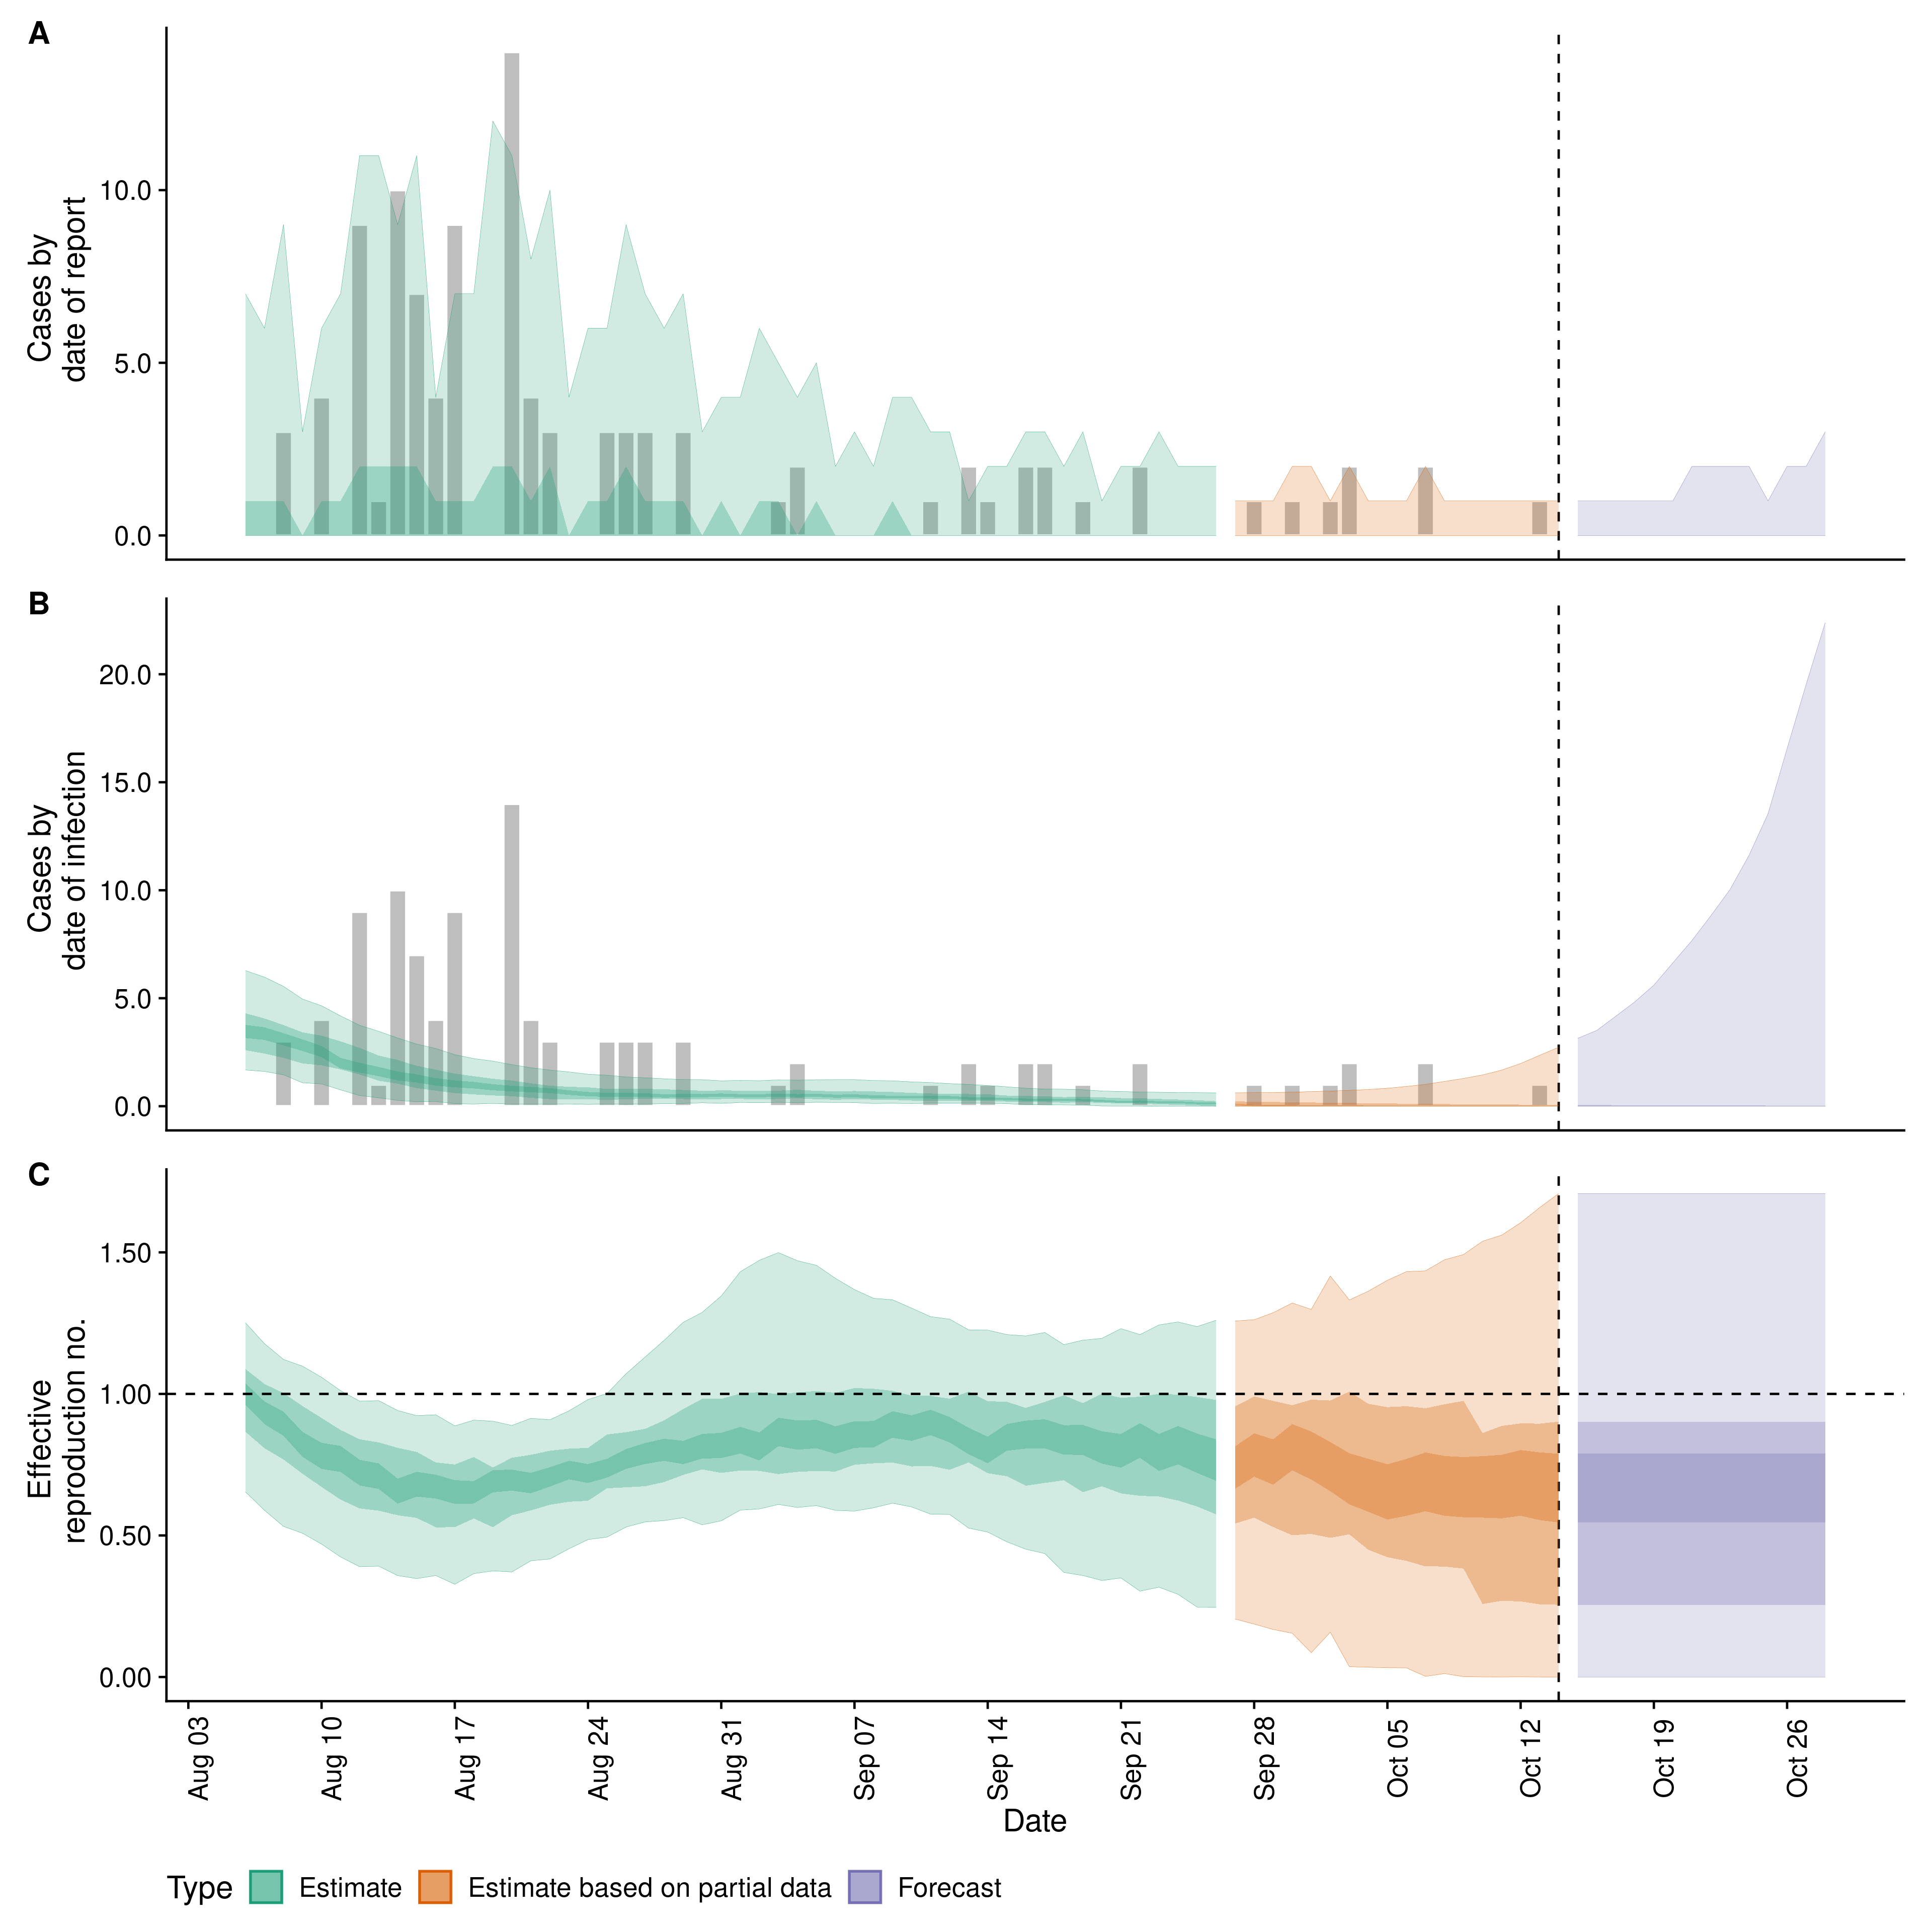 A
Cases by
date of report
10.0
5.0
0.0
B
Cases by
date of infection
20.0
15.0
10.0
5.0
0.0
C
Effective
reproduction no.
1.50
1.00
0.50
0.00
Aug 03
Aug 10
Aug 17
Aug 24
Aug 31
Sep 07
Sep 14
Sep 21
Sep 28
Oct 05
Oct 12
Oct 19
Oct 26
Date
Type Estimate Estimate based on partial data Forecast